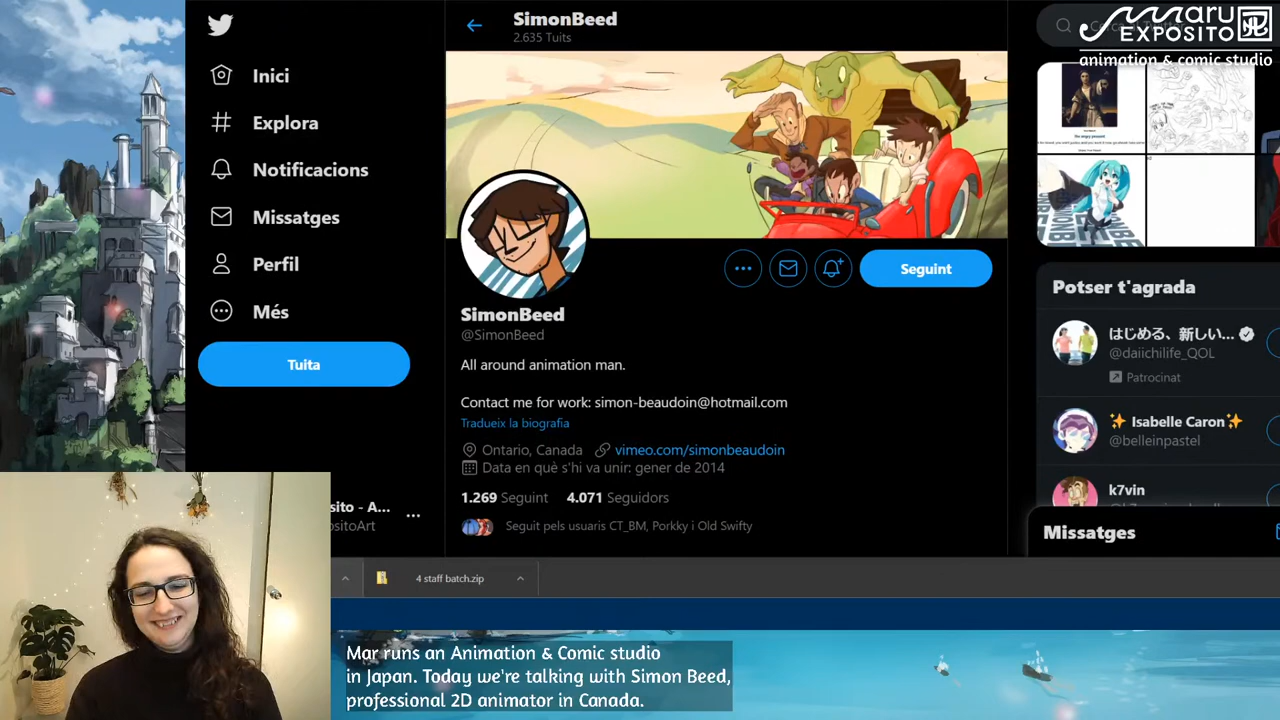 SimonBeed
2.635 Tuits
Maru
EXPOSITO
animation & comic studio
Inici
Explora
Notificacions
Missatges
Perfil
Més
Tuita
Seguint
SimonBeed
@SimonBeed
All around animation man.
Contact me for work: simon-beaudoin@hotmail.com
Tradueix la biografia
Ontario, Canada vimeo.com/simonbeaudoin
Data en què s'hi va unir: gener de 2014
1.269 Seguint 4.071 Seguidors
Seguit pels usuaris CT_BM, Porkky i Old Swifty
Potser t'agrada
はじめる、新しい...
@daiichilife_QOL
Patrocinat
✨ Isabelle Caron✨
@belleinpastel
k7vin
Missatges
sito - A...
ositoArt
4 staff batch.zip
Mar runs an Animation & Comic studio
in Japan. Today we're talking with Simon Beed,
professional 2D animator in Canada.